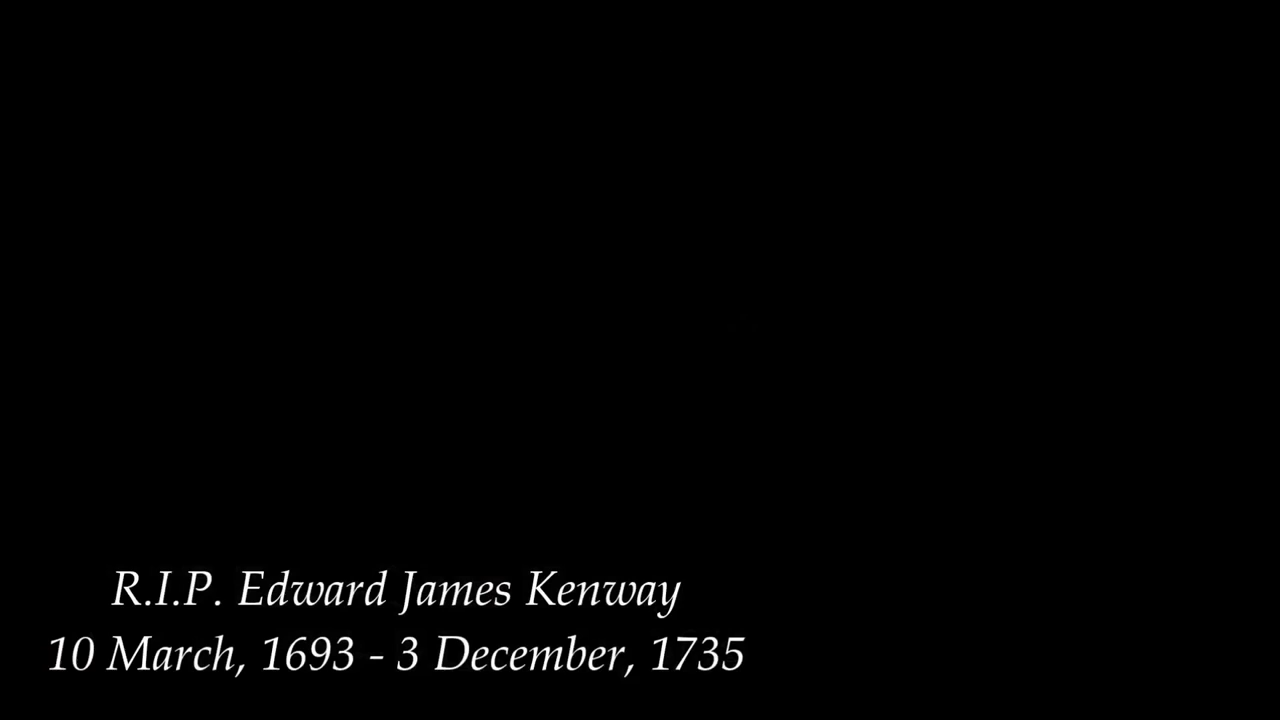 R.I.P. Edward James Kenway
10 March, 1693 - 3 December, 1735